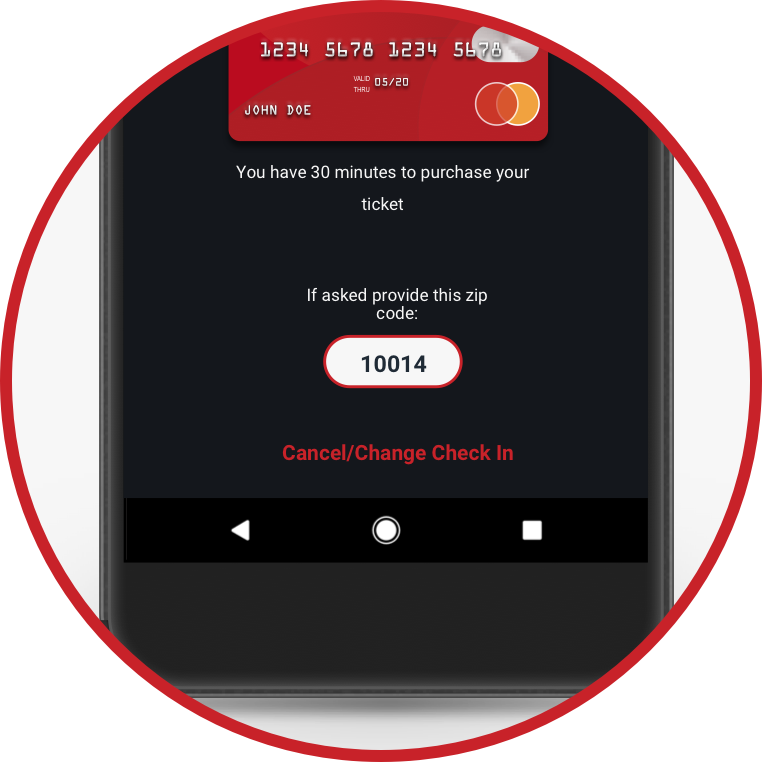 1234 5678 1234 5678
VALID
THRU 05/20
JOHN DOE
You have 30 minutes to purchase your
ticket
If asked provide this zip
code:
10014
Cancel/Change Check In